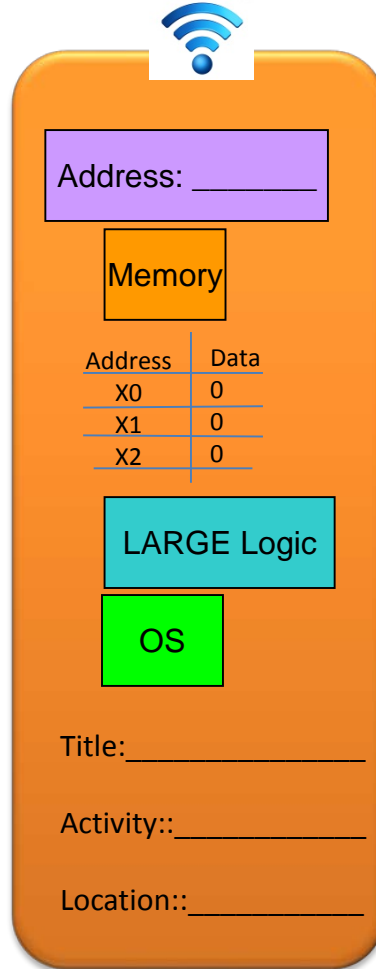 Address: _______
Memory
Address Data
X0 0
X1 0
X2 0
LARGE Logic
OS
Title:_______________
Activity::____________
Location::___________